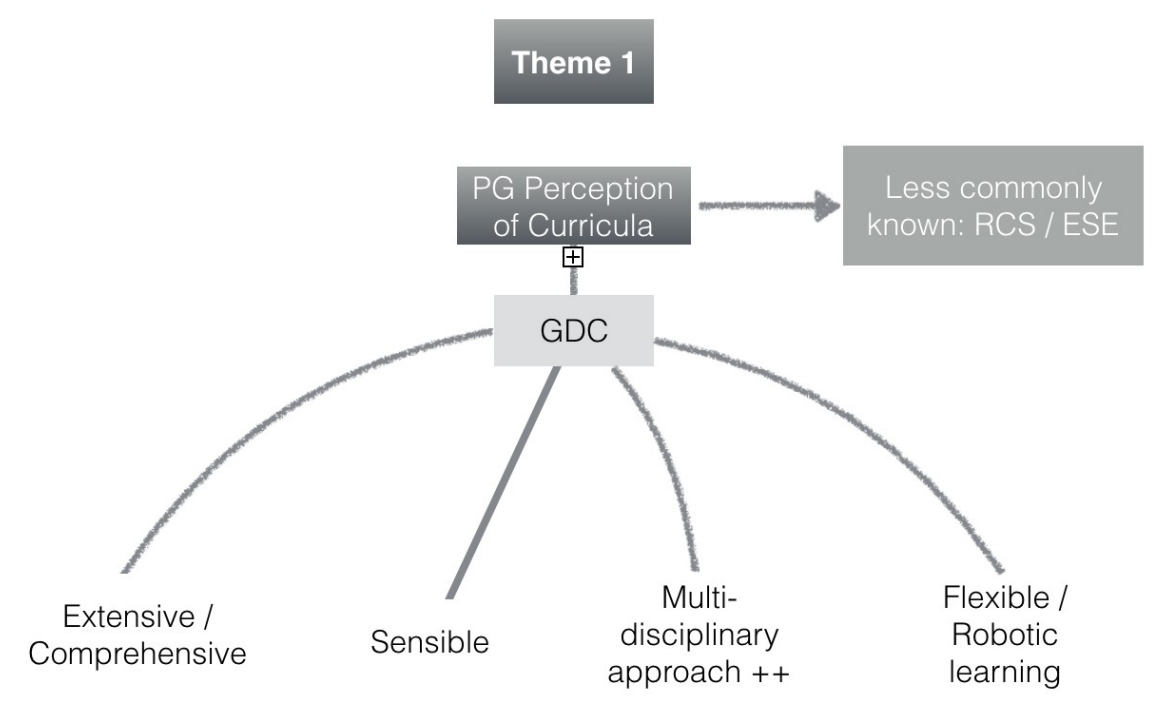 Theme 1
PG Perception
of Curricula
Less commonly
known: RCS / ESE
GDC
Extensive /
Comprehensive
Sensible
Multi-
disciplinary
approach ++
Flexible /
Robotic
learning